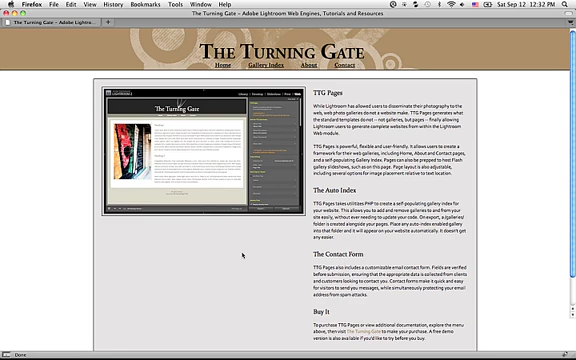 Firefox File Edit View History Bookmarks Tools Window Help
Sat Sep 12 12:32 PM
The Turning Gate – Adobe Lightroom Web Engines, Tutorials and Resources
The Turning Gate – Adobe Lightro...
The Turning Gate
Home Gallery Index About Contact
The Turning Gate
TTG Pages
While Lightroom has allowed users to disseminate their photography to the
web, web photo galleries do not a website make. TTG Pages generates what
the standard templates do not -- not galleries, but pages -- finally allowing
Lightroom users to generate complete websites from within the Lightroom
Web module.
TTG Pages is powerful, flexible and user-friendly. It allows users to create a
framework for their web galleries, including Home, About and Contact pages,
and a self-populating Gallery Index. Pages can also be prepped to host Flash
gallery slideshows, such as on this page. Page layout is also adjustable,
including several options for image placement relative to text location.
The Auto Index
TTG Pages takes utilizes PHP to create a self populating gallery index for
your website. This allows you to add and remove galleries to and from your
site easily, without ever needing to update your code. On export, a /galleries/
folder is created alongside your pages. Place any auto-index enabled gallery
into that folder and it will appear on your website automatically. It doesn't get
any easier.
The Contact Form
TTG Pages also includes a customizable email contact form. Fields are verified
before submission, ensuring that the appropriate data is collected from clients
and customers looking to contact you. Contact forms make it quick and easy
for visitors to send you messages, while simultaneously protecting your email
address from spam attacks.
Buy It
To purchase TTG Pages or view additional documentation, explore the menu
above, then visit The Turning Gate to make your purchase. A free demo
version is also available if you'd like to try before you buy.
Done